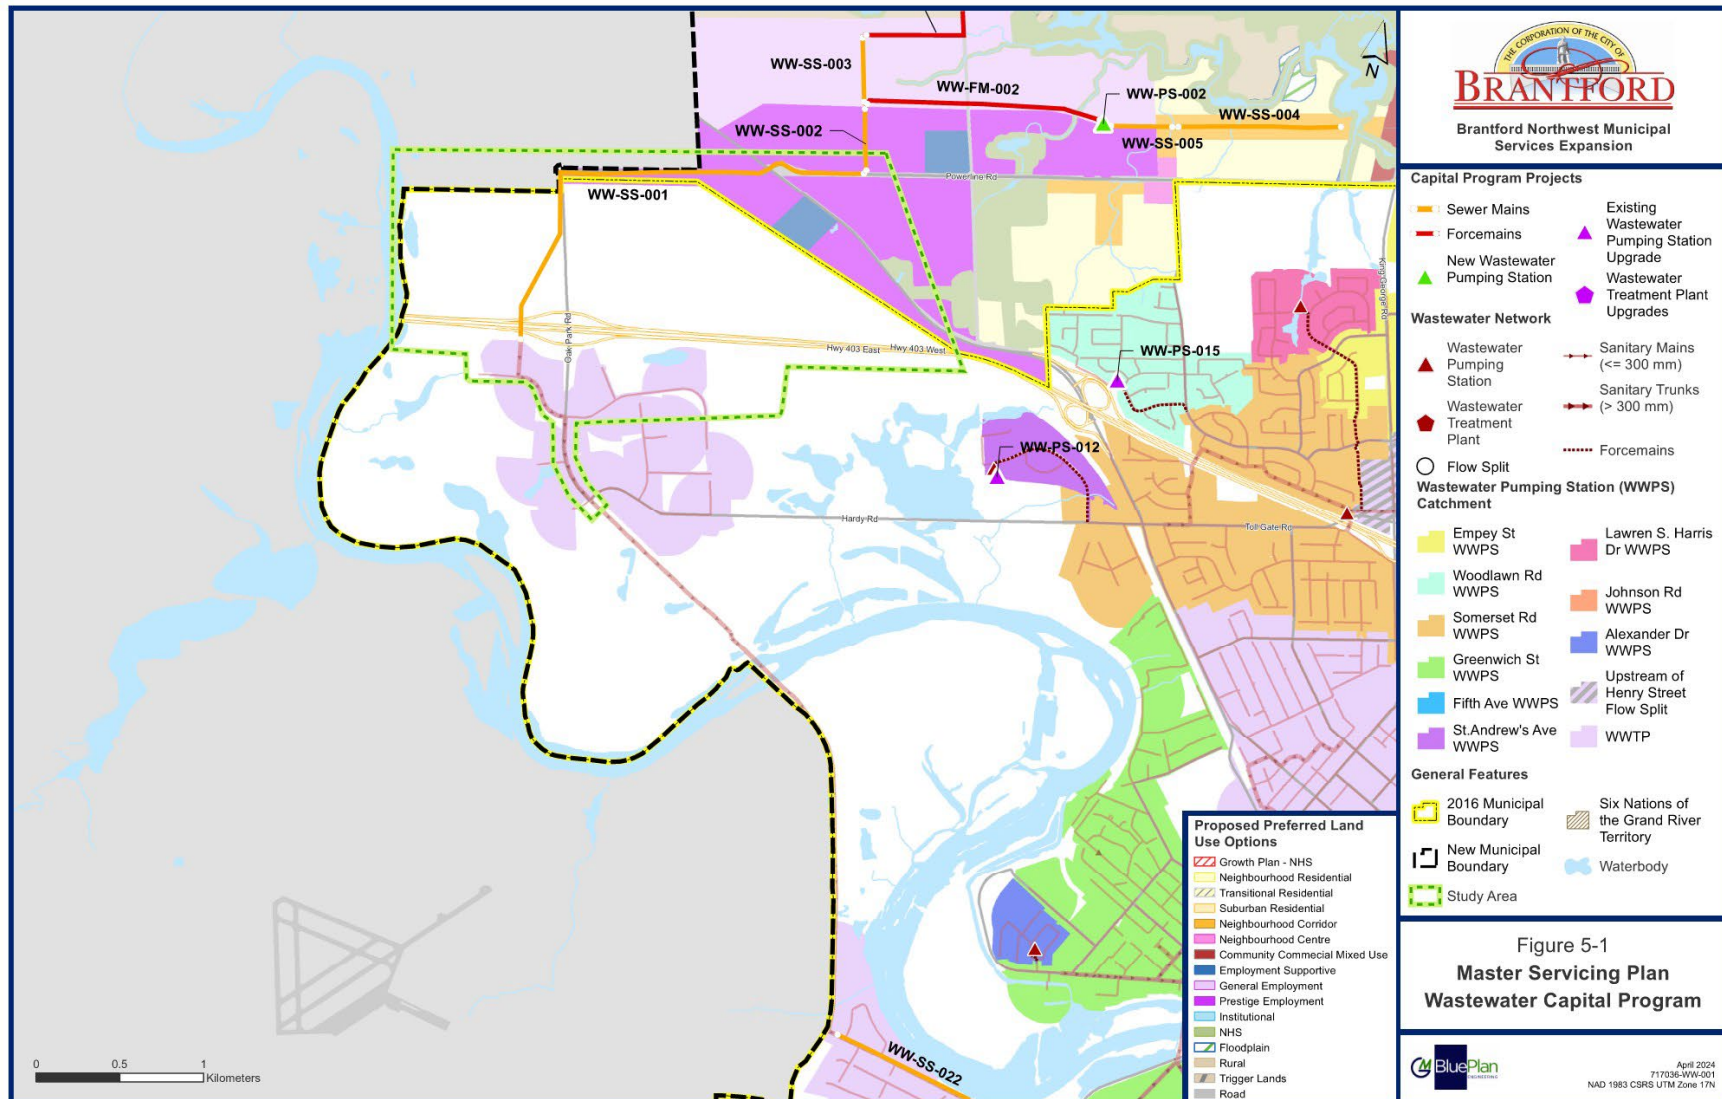 WW-SS-003
WW-FM-002
WW-PS-002
WW-SS-004
WW-SS-002
WW-SS-005
Powerline Rd
WW-SS-001
King George Rd
Oak Park Rd
Hwy 403 East
Hwy 403 West
WW-PS-015
WW-PS-012
Hardy Rd
Toll Gate Rd
WW-SS-022
N
0
0.5
1
Kilometers
Proposed Preferred Land
Use Options
Growth Plan - NHS
Neighbourhood Residential
Transitional Residential
Suburban Residential
Neighbourhood Corridor
Neighbourhood Centre
Community Commecial Mixed Use
Employment Supportive
General Employment
Prestige Employment
Institutional
NHS
Floodplain
Rural
Trigger Lands
Road
THE CORPORATION OF THE CITY OF
BRANTFORD
Brantford Northwest Municipal
Services Expansion
Capital Program Projects
Sewer Mains
Forcemains
New Wastewater
Pumping Station
Existing
Wastewater
Pumping Station
Upgrade
Wastewater
Treatment Plant
Upgrades
Wastewater Network
Wastewater
Pumping
Station
Wastewater
Treatment
Plant
Flow Split
Sanitary Mains
(<= 300 mm)
Sanitary Trunks
(> 300 mm)
Forcemains
Wastewater Pumping Station (WWPS)
Catchment
Empey St
WWPS
Woodlawn Rd
WWPS
Somerset Rd
WWPS
Greenwich St
WWPS
Fifth Ave WWPS
St.Andrew's Ave
WWPS
Lawren S. Harris
Dr WWPS
Johnson Rd
WWPS
Alexander Dr
WWPS
Upstream of
Henry Street
Flow Split
WWTP
General Features
2016 Municipal
Boundary
New Municipal
Boundary
Study Area
Six Nations of
the Grand River
Territory
Waterbody
Figure 5-1
Master Servicing Plan
Wastewater Capital Program
GM BluePlan
ENGINEERING
April 2024
717036-WW-001
NAD 1983 CSRS UTM Zone 17N